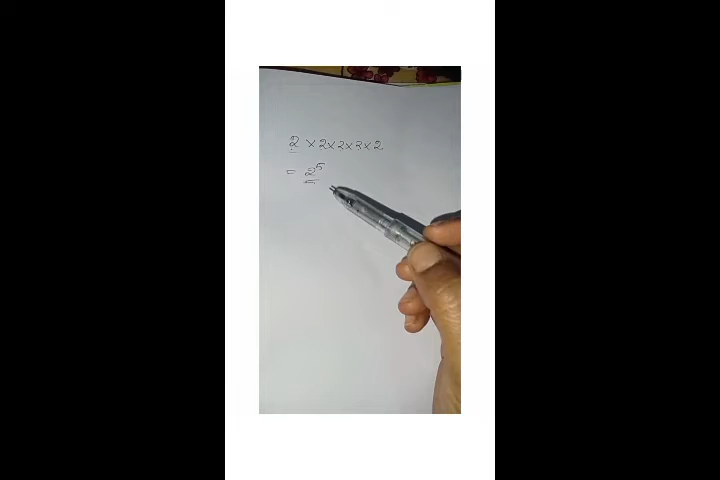 2 × 2 × 2 × 2 × 2
= 2⁵